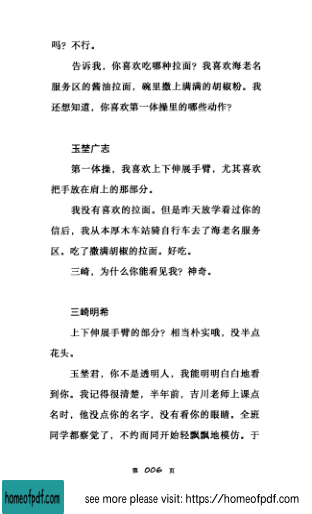 吗？不行。
告诉我，你喜欢吃哪种拉面？我喜欢海老名
服务区的酱油拉面，碗里撒上满满的胡椒粉。我
还想知道，你喜欢第一体操里的哪些动作？
玉埜广志
第一体操，我喜欢上下伸展手臂，尤其喜欢
把手放在肩上的那部分。
我没有喜欢的拉面。但是昨天放学看过你的
信后，我从本厚木车站骑自行车去了海老名服务
区。吃了撒满胡椒的拉面。好吃。
三崎，为什么你能看见我？神奇。
三崎明希
上下伸展手臂的部分？相当朴实哦，没半点
花头。
玉埜君，你不是透明人，我能明明白白地看
到你。我记得很清楚，半年前，吉川老师上课点
名时，他没点你的名字，没有看你的眼睛。全班
同学都察觉了，不约而同开始轻飘飘地模仿。于
第 006 页
homeofpdf.com
see more please visit: https://homeofpdf.com